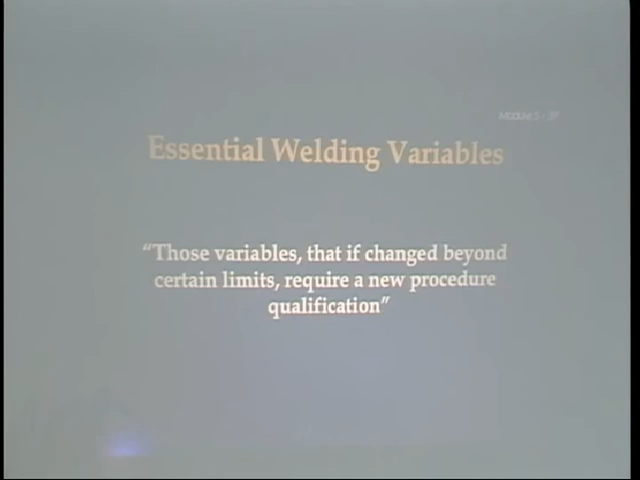 Essential Welding Variables
“Those variables, that if changed beyond
certain limits, require a new procedure
qualification”